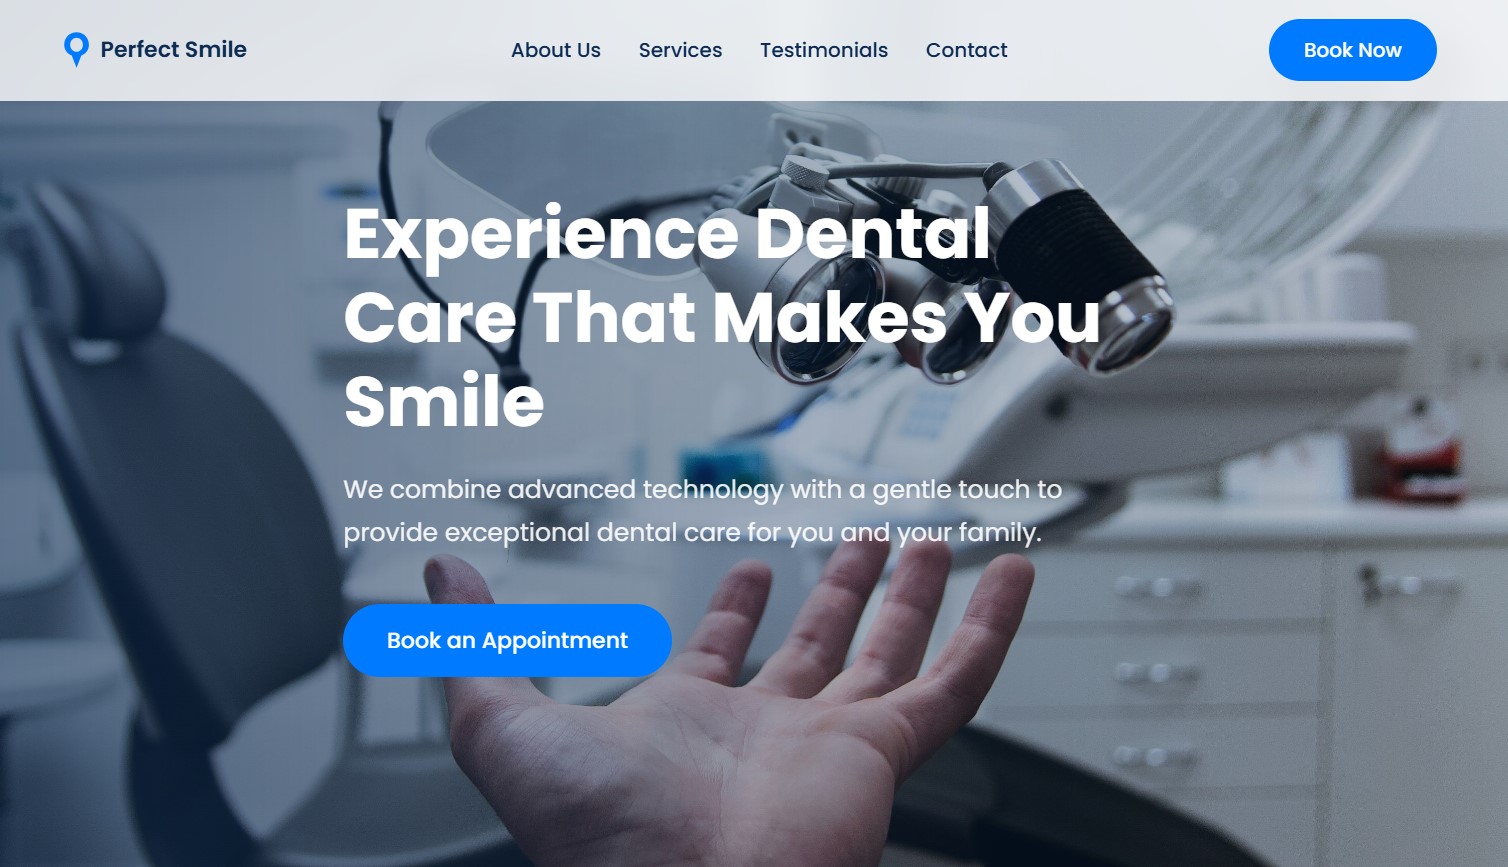 Perfect Smile
About Us Services Testimonials Contact
Book Now
Experience Dental
Care That Makes You
Smile
We combine advanced technology with a gentle touch to
provide exceptional dental care for you and your family.
Book an Appointment